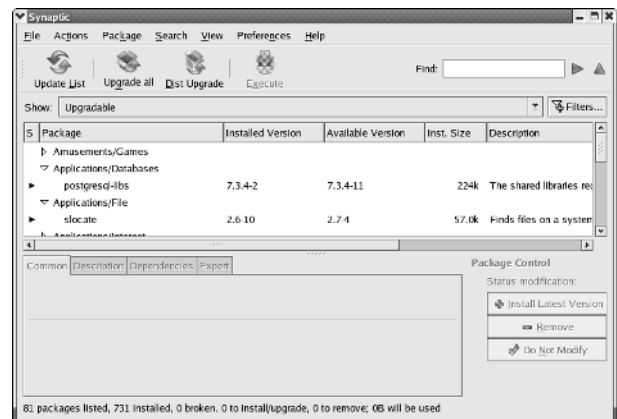 Synaptic
File Actions Package Search View Preferences Help
Update List Upgrade all Dist Upgrade Execute Find:
Show: Upgradable Filters...
S Package Installed Version Available Version Inst. Size Description
Amusements/Games
Applications/Databases
postgresql-libs 7.3.4-2 7.3.4-11 224k The shared libraries rec
Applications/File
slocate 2.6-10 2.7-4 57.0k Finds files on a system
Applications/Internet
Common Description Dependencies Expert Package Control
Status modification:
Install Latest Version
Remove
Do Not Modify
81 packages listed, 731 installed, 0 broken. 0 to install/upgrade, 0 to remove; 0B will be used